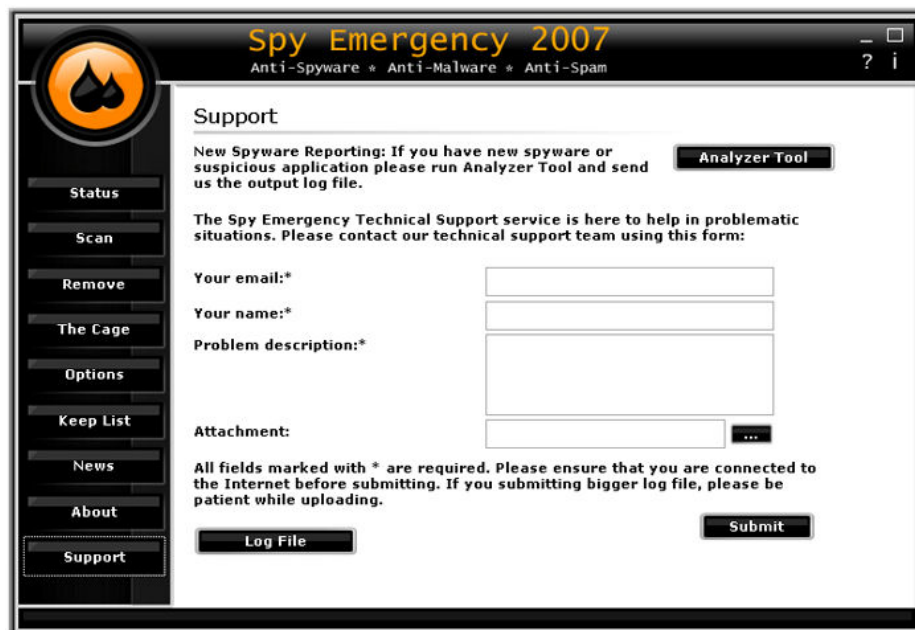 Spy Emergency 2007
Anti-Spyware * Anti-Malware * Anti-Spam
? i
Status
Scan
Remove
The Cage
Options
Keep List
News
About
Support
Support
New Spyware Reporting: If you have new spyware or
suspicious application please run Analyzer Tool and send
us the output log file.
Analyzer Tool
The Spy Emergency Technical Support service is here to help in problematic
situations. Please contact our technical support team using this form:
Your email:*
Your name:*
Problem description:*
Attachment:
...
All fields marked with * are required. Please ensure that you are connected to
the Internet before submitting. If you submitting bigger log file, please be
patient while uploading.
Log File
Submit